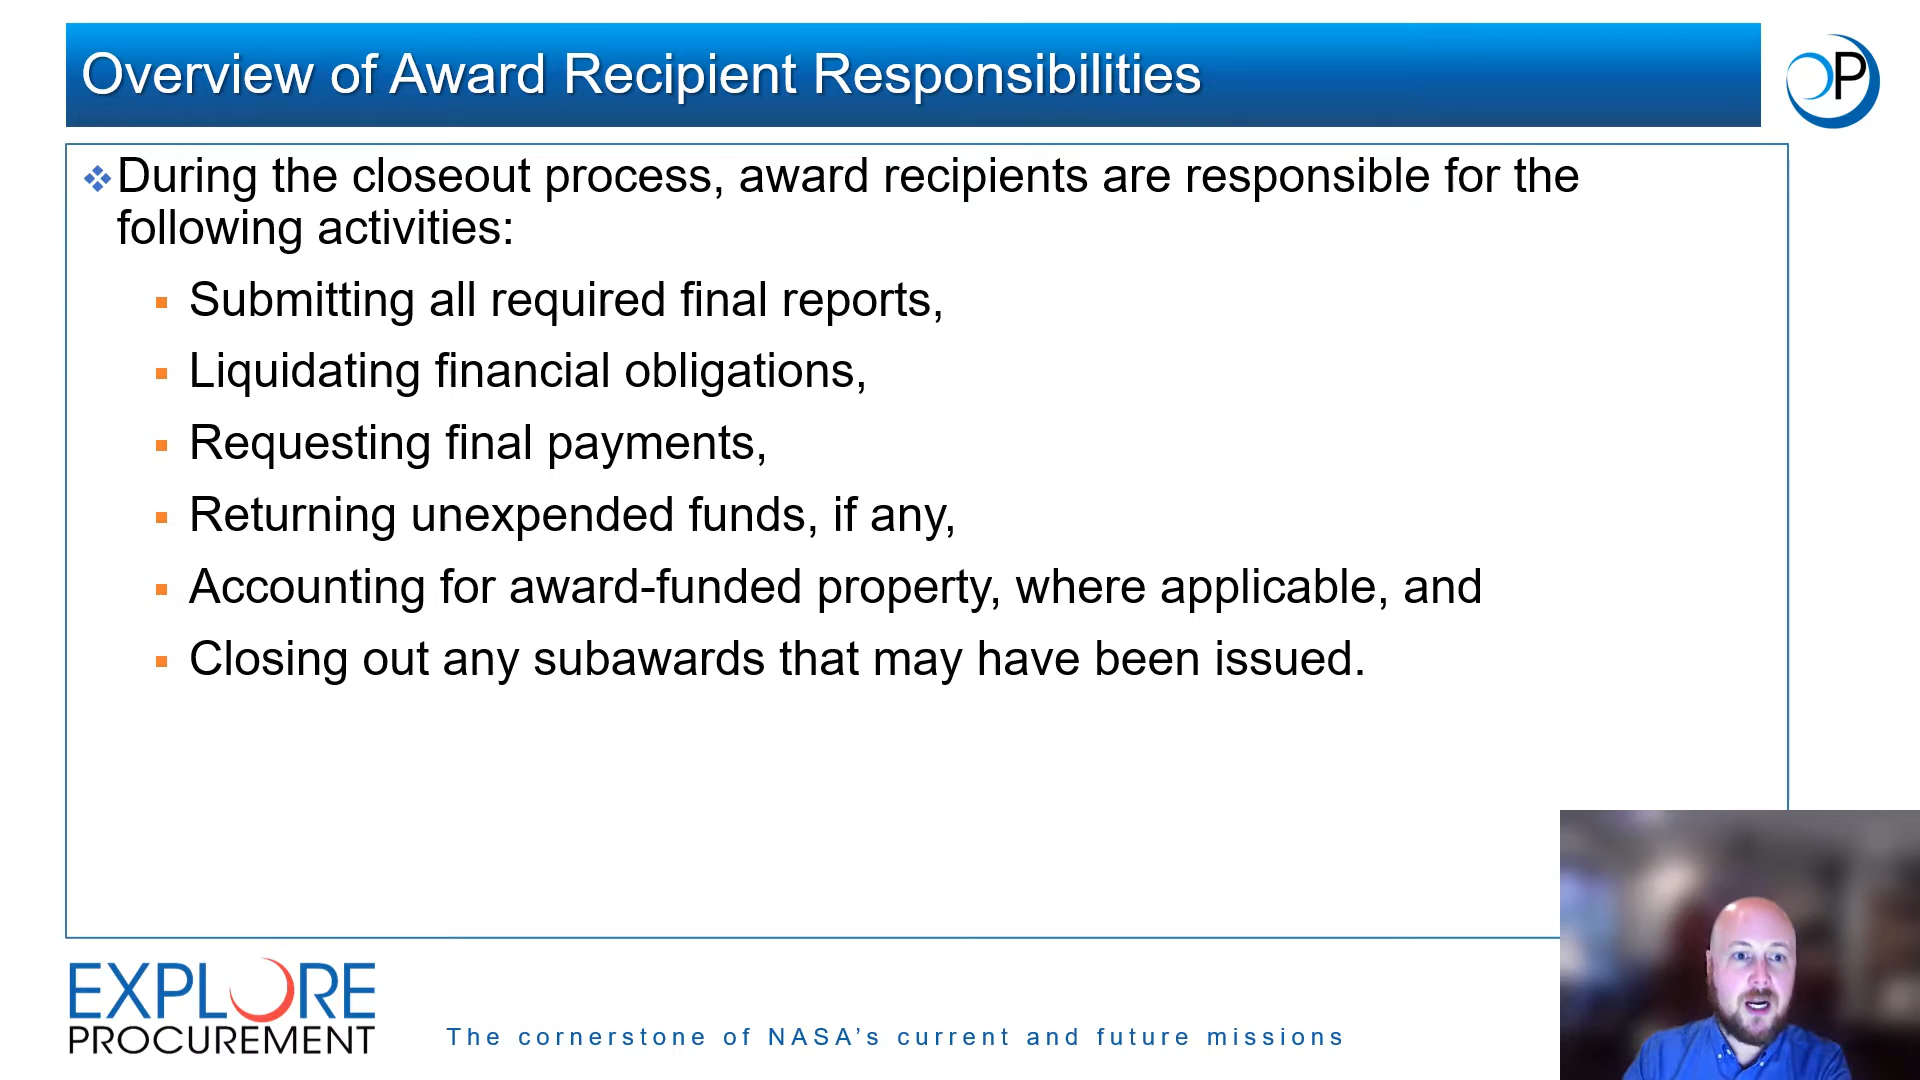 Overview of Award Recipient Responsibilities
OP
During the closeout process, award recipients are responsible for the
following activities:
Submitting all required final reports,
Liquidating financial obligations,
Requesting final payments,
Returning unexpended funds, if any,
Accounting for award-funded property, where applicable, and
Closing out any subawards that may have been issued.
EXPLORE
PROCUREMENT
The cornerstone of NASA’s current and future missions